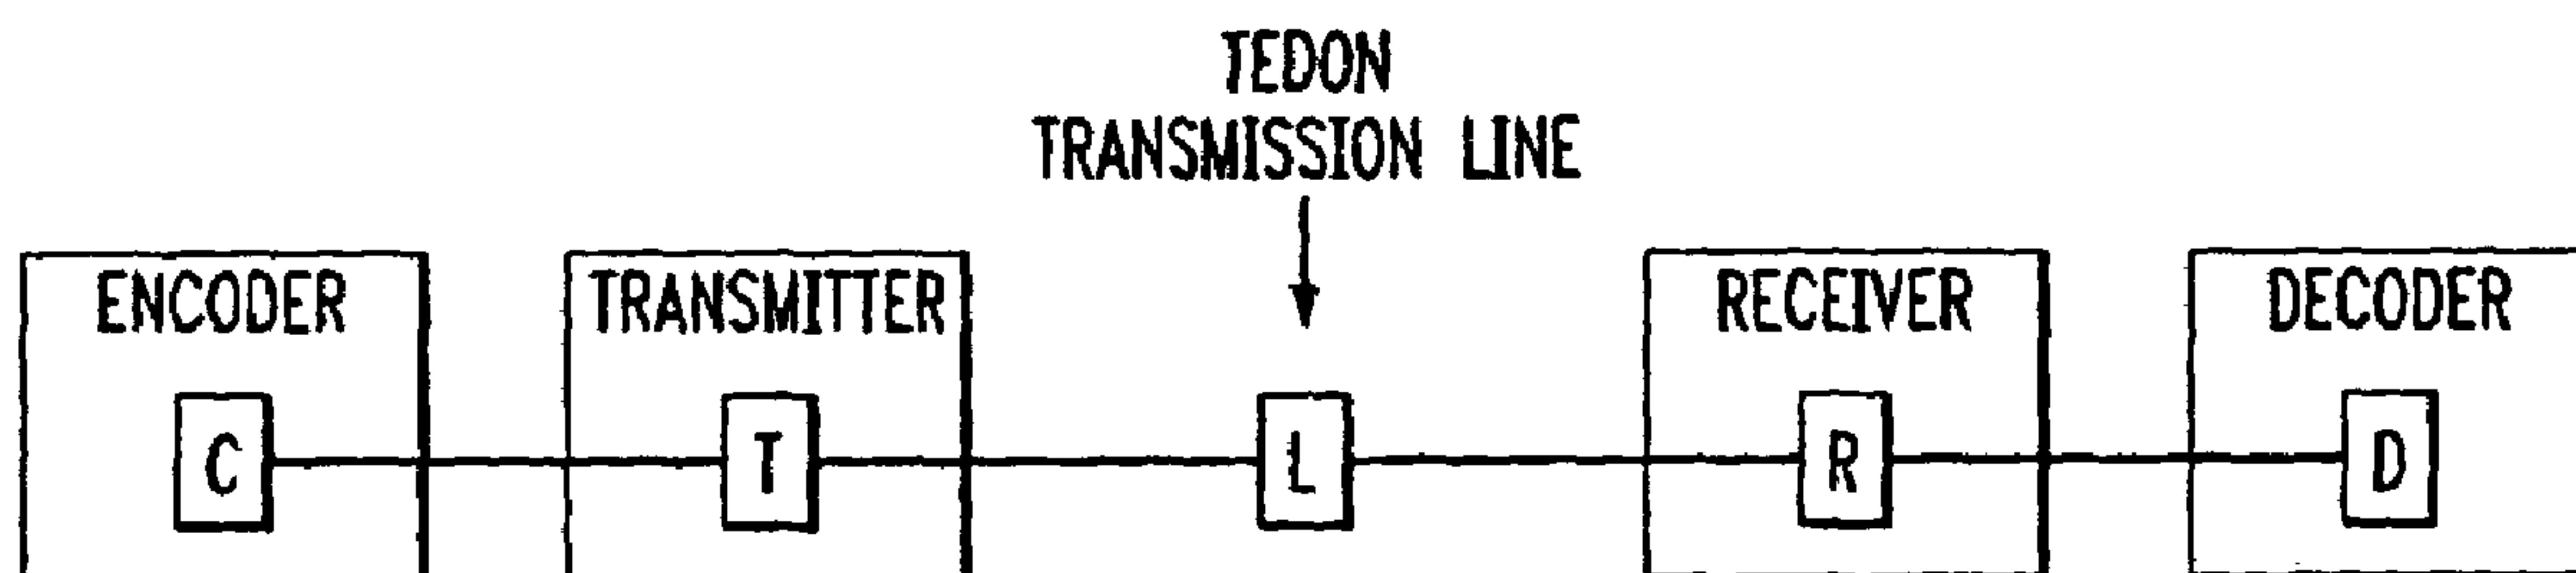 TEDON
TRANSMISSION LINE
ENCODER
TRANSMITTER
RECEIVER
DECODER
C
T
L
R
D